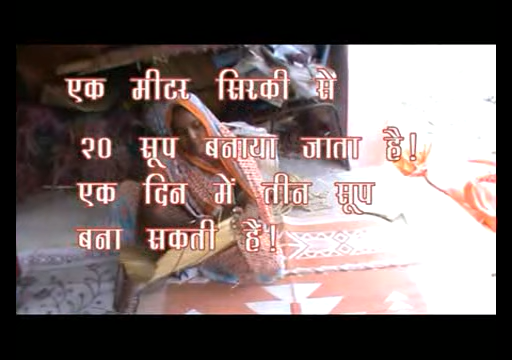 एक मीटर सिरकी से
२० सूप बनाया जाता है!
एक दिन में तीन सूप
बना सकती हैं!